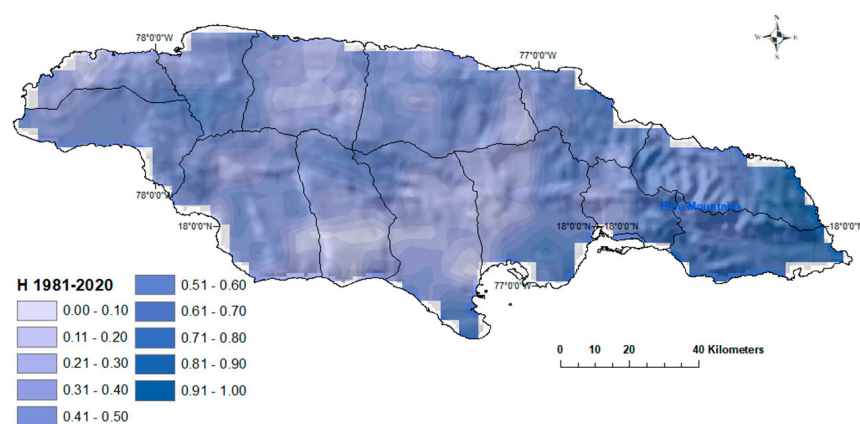 N
W E
S
78°0'0"W
77°0'0"W
78°0'0"W
Blue Mountains
18°0'0"N
18°0'0"N
18°0'0"N
77°0'0"W
H 1981-2020
0.00 - 0.10
0.11 - 0.20
0.21 - 0.30
0.31 - 0.40
0.41 - 0.50
0.51 - 0.60
0.61 - 0.70
0.71 - 0.80
0.81 - 0.90
0.91 - 1.00
0 10 20 40 Kilometers